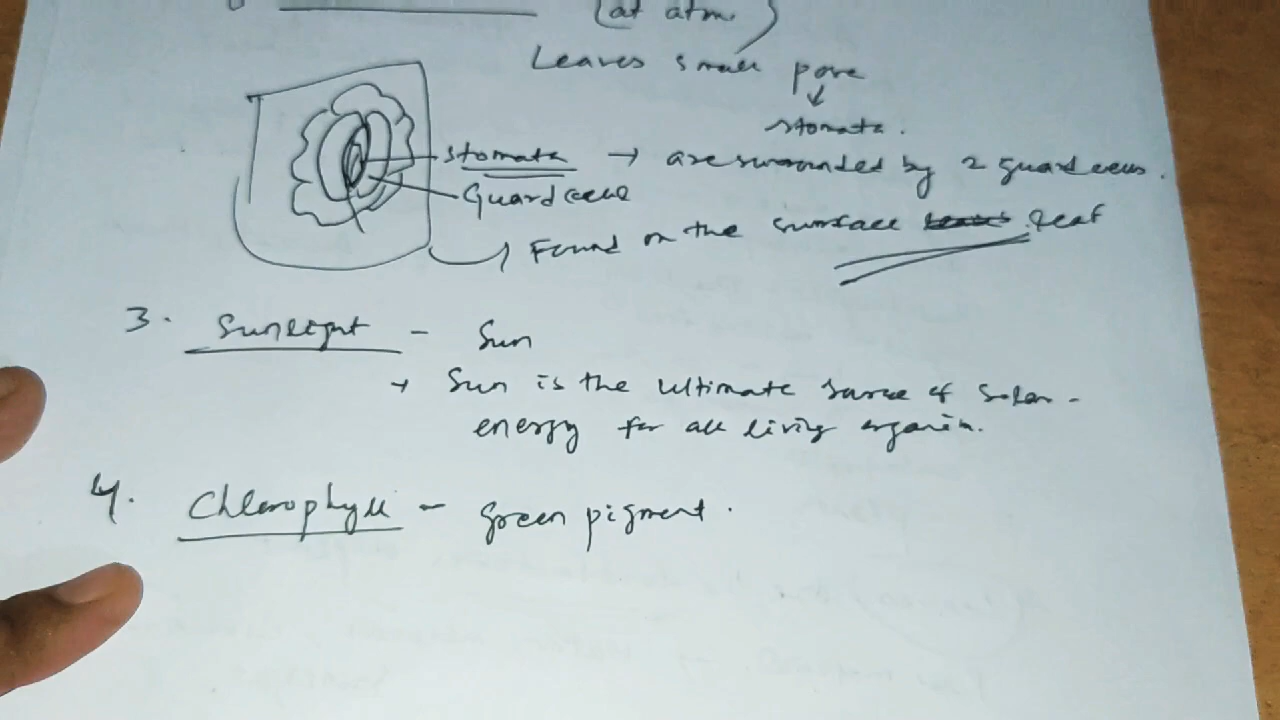 (at atm.)
Leaves small pore
↓
stomata.
stomata → are surrounded by 2 guard cells.
Guard cell
Found on the surface leaf
3. Sunlight - Sun
→ Sun is the ultimate source of solar-
energy for all living organism.
4. Chlorophyll - Green pigment.